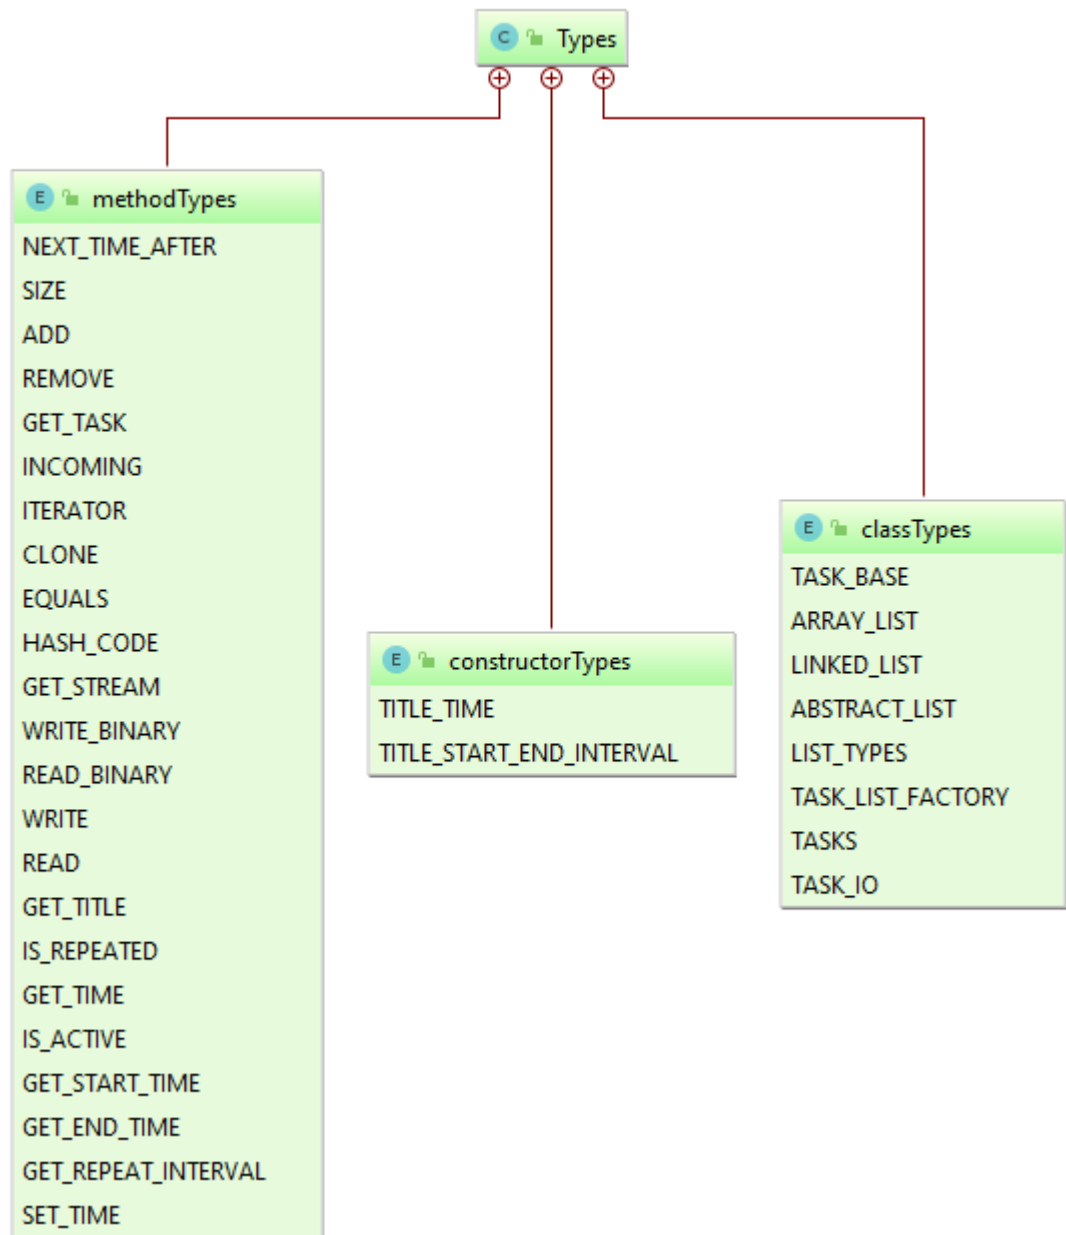 C Types
E methodTypes
NEXT_TIME_AFTER
SIZE
ADD
REMOVE
GET_TASK
INCOMING
ITERATOR
CLONE
EQUALS
HASH_CODE
GET_STREAM
WRITE_BINARY
READ_BINARY
WRITE
READ
GET_TITLE
IS_REPEATED
GET_TIME
IS_ACTIVE
GET_START_TIME
GET_END_TIME
GET_REPEAT_INTERVAL
SET_TIME
E constructorTypes
TITLE_TIME
TITLE_START_END_INTERVAL
E classTypes
TASK_BASE
ARRAY_LIST
LINKED_LIST
ABSTRACT_LIST
LIST_TYPES
TASK_LIST_FACTORY
TASKS
TASK_IO